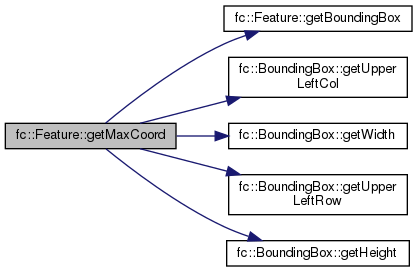 fc::Feature::getBoundingBox
fc::BoundingBox::getUpper
LeftCol
fc::Feature::getMaxCoord
fc::BoundingBox::getWidth
fc::BoundingBox::getUpper
LeftRow
fc::BoundingBox::getHeight